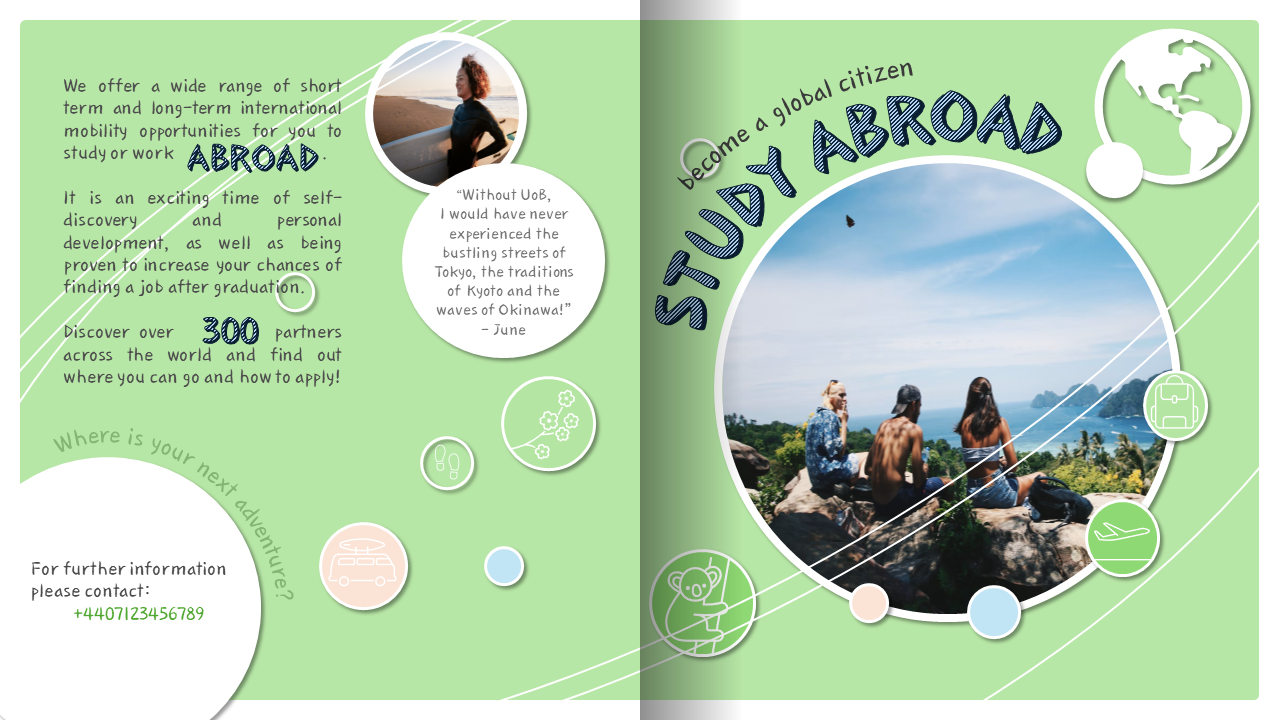 We offer a wide range of short
term and long-term international
mobility opportunities for you to
study or work ABROAD.
It is an exciting time of self-
discovery and personal
development, as well as being
proven to increase your chances of
finding a job after graduation.
Discover over 300 partners
across the world and find out
where you can go and how to apply!
"Without UoB,
I would have never
experienced the
bustling streets of
Tokyo, the traditions
of Kyoto and the
waves of Okinawa!"
- June
Where is your next adventure?
For further information
please contact:
+4407123456789
become a global citizen
STUDY ABROAD